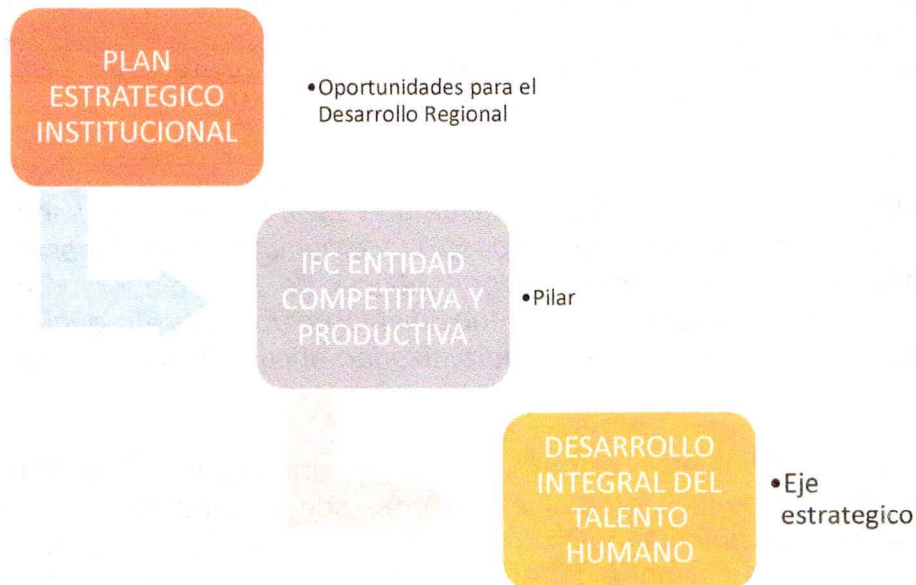 PLAN
ESTRATEGICO
INSTITUCIONAL
•Oportunidades para el
Desarrollo Regional
IFC ENTIDAD
COMPETITIVA Y
PRODUCTIVA
•Pilar
DESARROLLO
INTEGRAL DEL
TALENTO
HUMANO
•Eje
estrategico